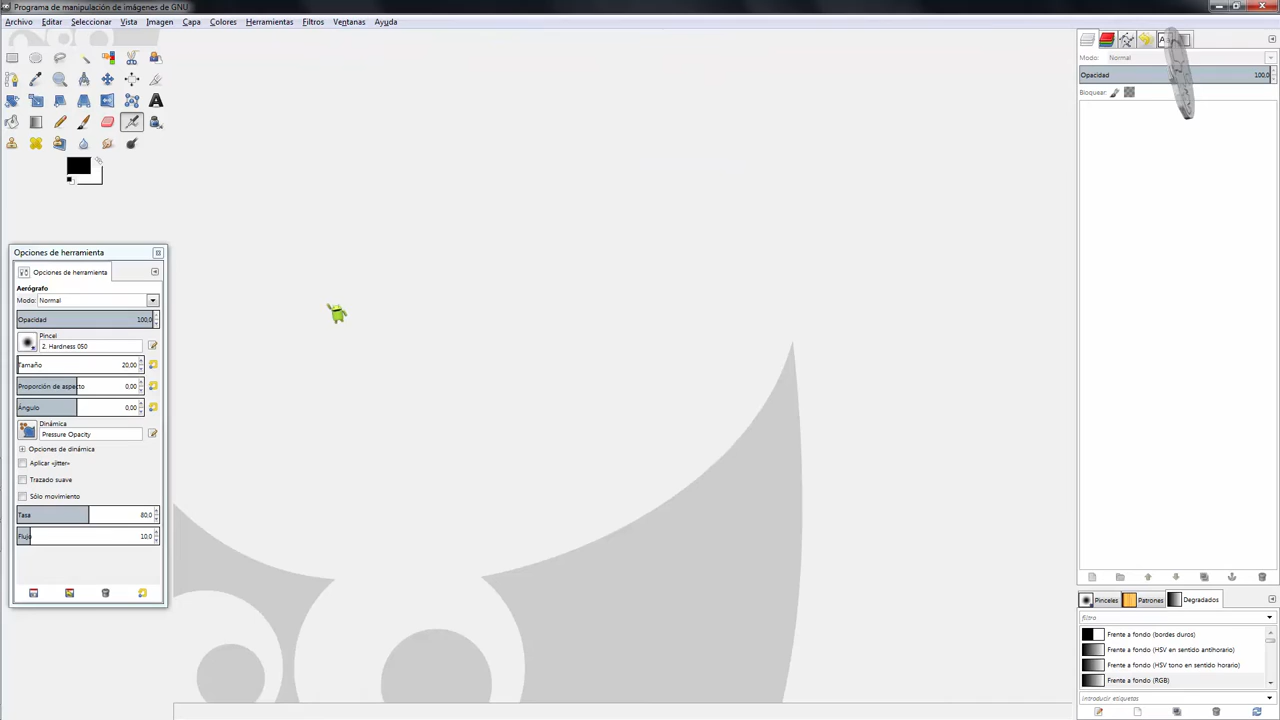 Programa de manipulación de imágenes de GNU
Archivo Editar Seleccionar Vista Imagen Capa Colores Herramientas Filtros Ventanas Ayuda
Modo: Normal
Opacidad 100,0
Bloquear:
Opciones de herramienta
Opciones de herramienta
Aerógrafo
Modo: Normal
Opacidad 100,0
Pincel
2. Hardness 050
Tamaño 20,00
Proporción de aspecto 0,00
Ángulo 0,00
Dinámica
Pressure Opacity
Opciones de dinámica
Aplicar «jitter»
Trazado suave
Sólo movimiento
Tasa 80,0
Flujo 10,0
Pinceles Patrones Degradados
filtro
Frente a fondo (bordes duros)
Frente a fondo (HSV en sentido antihorario)
Frente a fondo (HSV tono en sentido horario)
Frente a fondo (RGB)
Introducir etiquetas